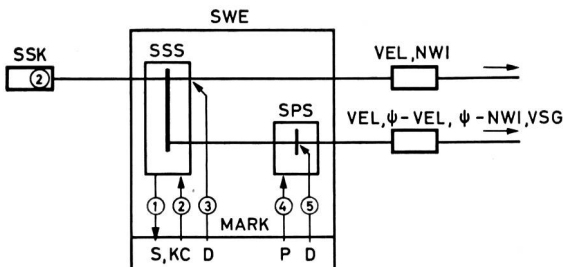 SWE
SSK
SSS
VEL,NWI
2
SPS
VEL,ψ-VEL, ψ-NWI,VSG
1 2 3 4 5
MARK
S,KC D P D